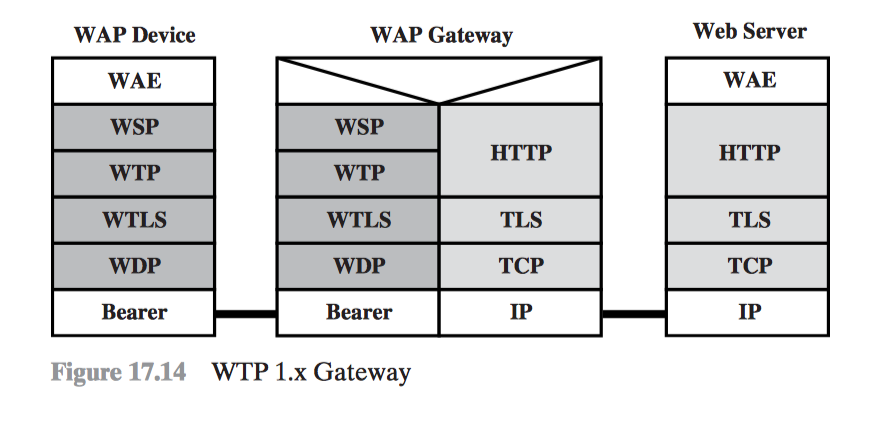 WAP Device
WAP Gateway
Web Server
WAE
WAE
WSP
WSP
HTTP
HTTP
WTP
WTP
WTLS
WTLS
TLS
TLS
WDP
WDP
TCP
TCP
Bearer
Bearer
IP
IP
Figure 17.14 WTP 1.x Gateway